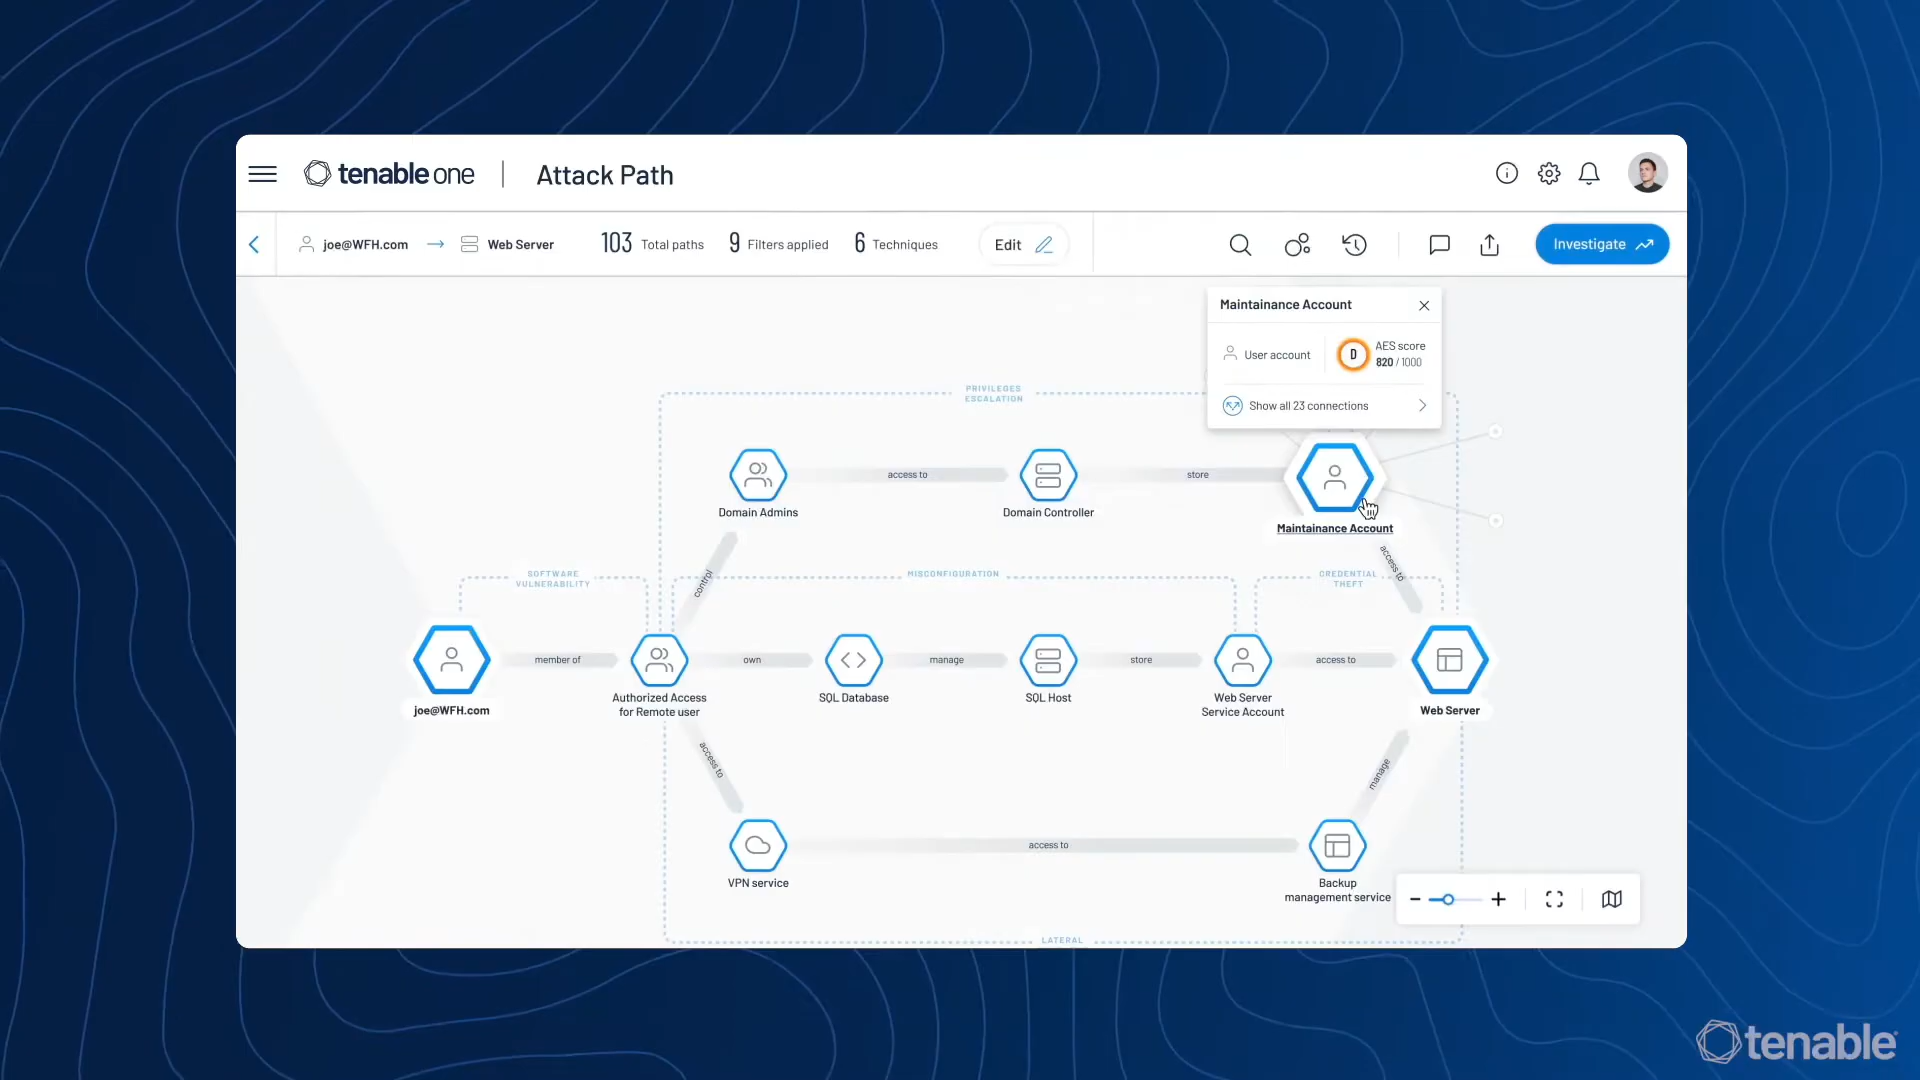 tenable one
Attack Path
joe@WFH.com
Web Server
103 Total paths
9 Filters applied
6 Techniques
Edit
Investigate
Maintainance Account
User account
D
AES score
820 / 1000
Show all 23 connections
PRIVILEGES
ESCALATION
access to
store
Domain Admins
Domain Controller
Maintainance Account
control
access to
SOFTWARE
VULNERABILITY
MISCONFIGURATION
CREDENTIAL
THEFT
member of
own
manage
store
access to
joe@WFH.com
Authorized Access
for Remote user
SQL Database
SQL Host
Web Server
Service Account
Web Server
access to
manage
access to
VPN service
Backup
management service
LATERAL
tenable